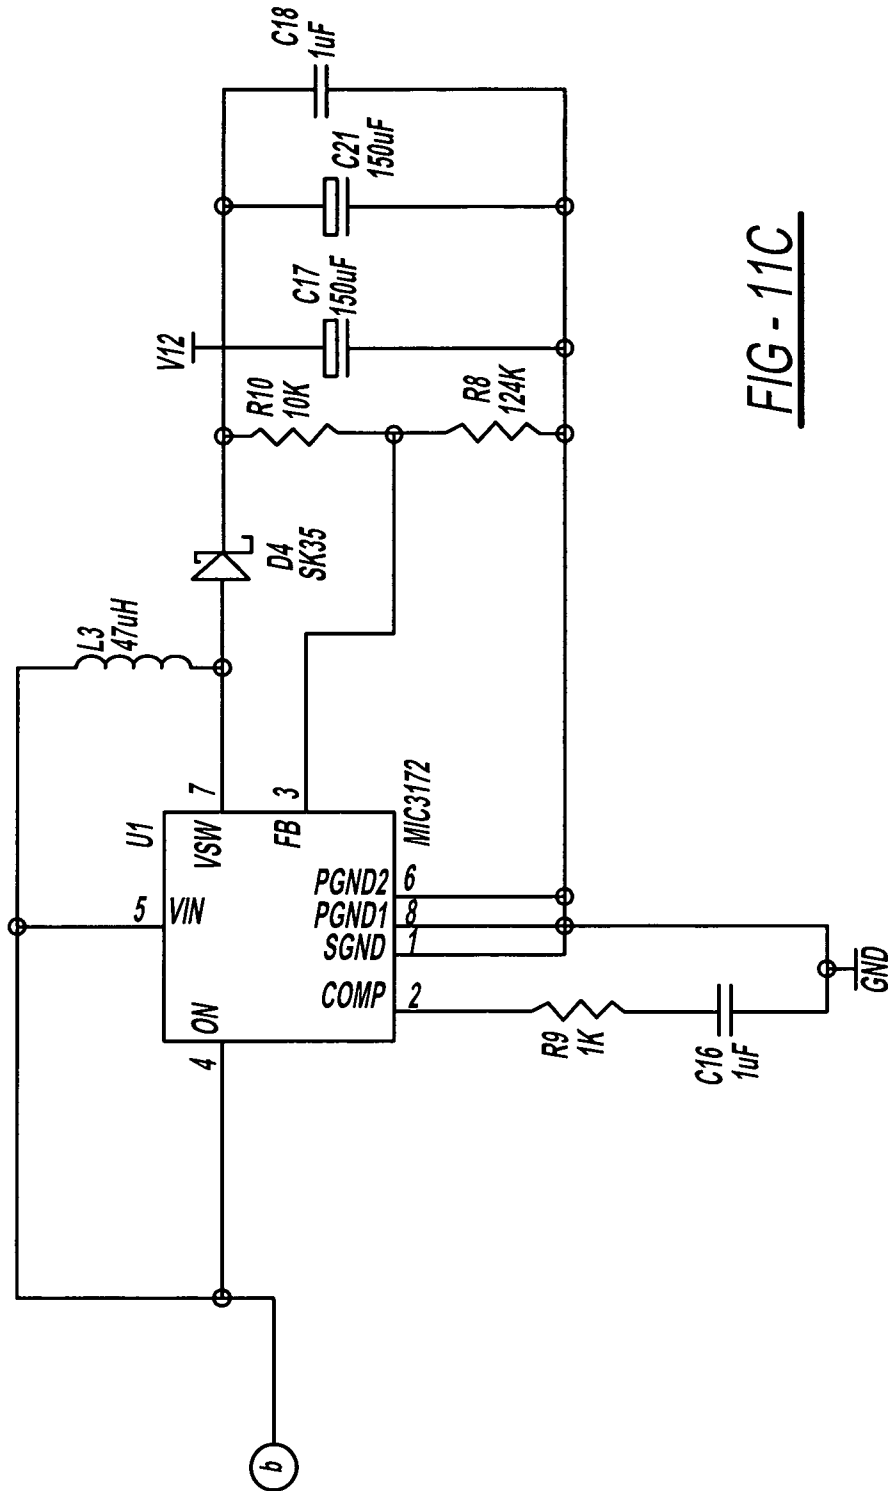 b
4
ON
5
VIN
U1
VSW
7
FB
3
MIC3172
PGND2
6
PGND1
8
SGND
1
COMP
2
L3
47uH
D4
SK35
V12
R10
10K
R8
124K
C17
150uF
C21
150uF
C18
1uF
R9
1K
C16
1uF
GND
FIG - 11C